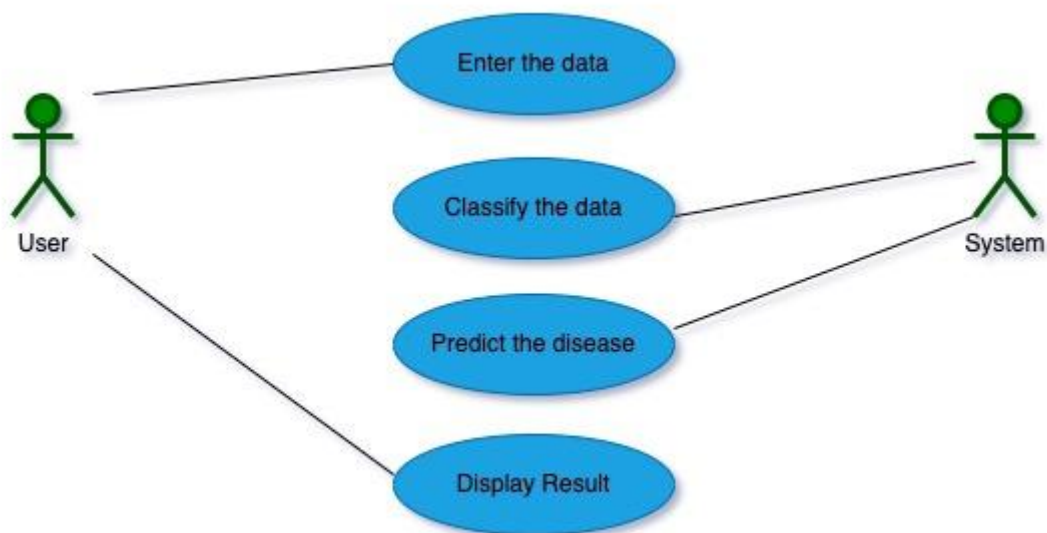 Enter the data
Classify the data
User
System
Predict the disease
Display Result